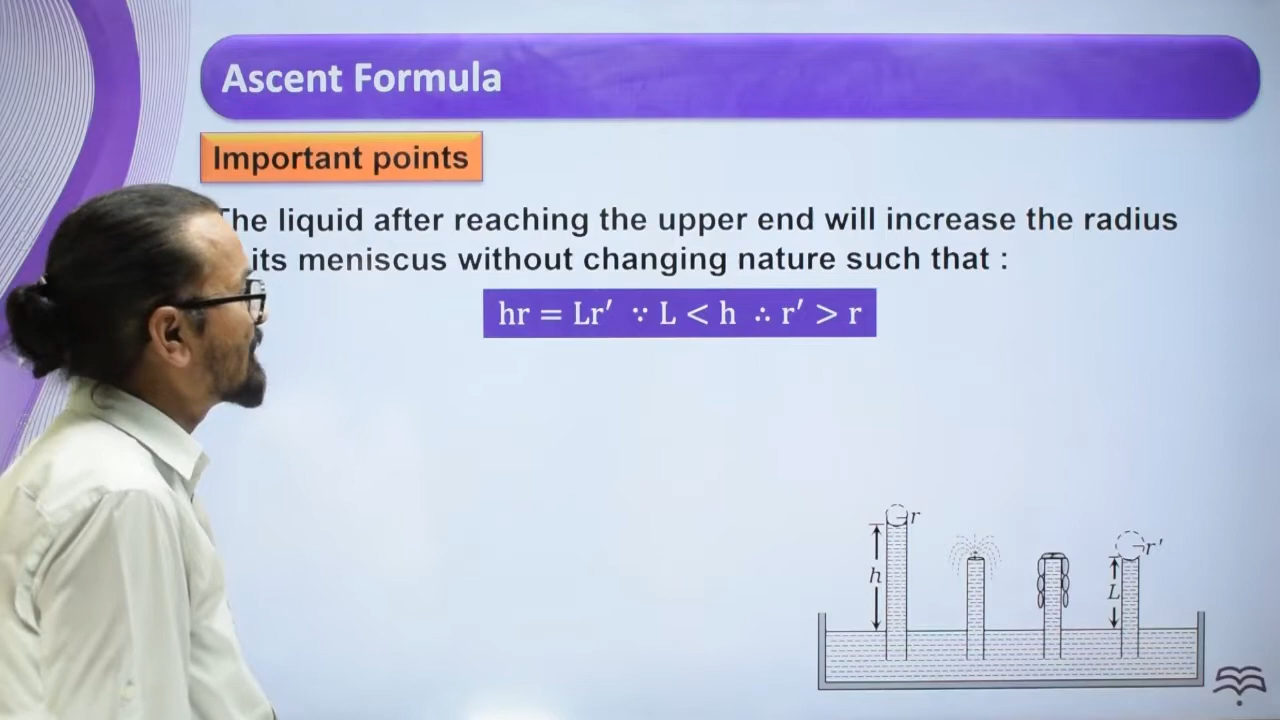 Ascent Formula
Important points
The liquid after reaching the upper end will increase the radius
its meniscus without changing nature such that :
hr = Lr′ ∵ L < h ∴ r′ > r
r
r′
h
L